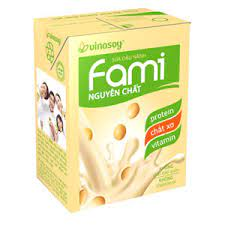 vinasoy
SỮA ĐẬU NÀNH
Fami
NGUYÊN CHẤT
protein
chất xơ
vitamin